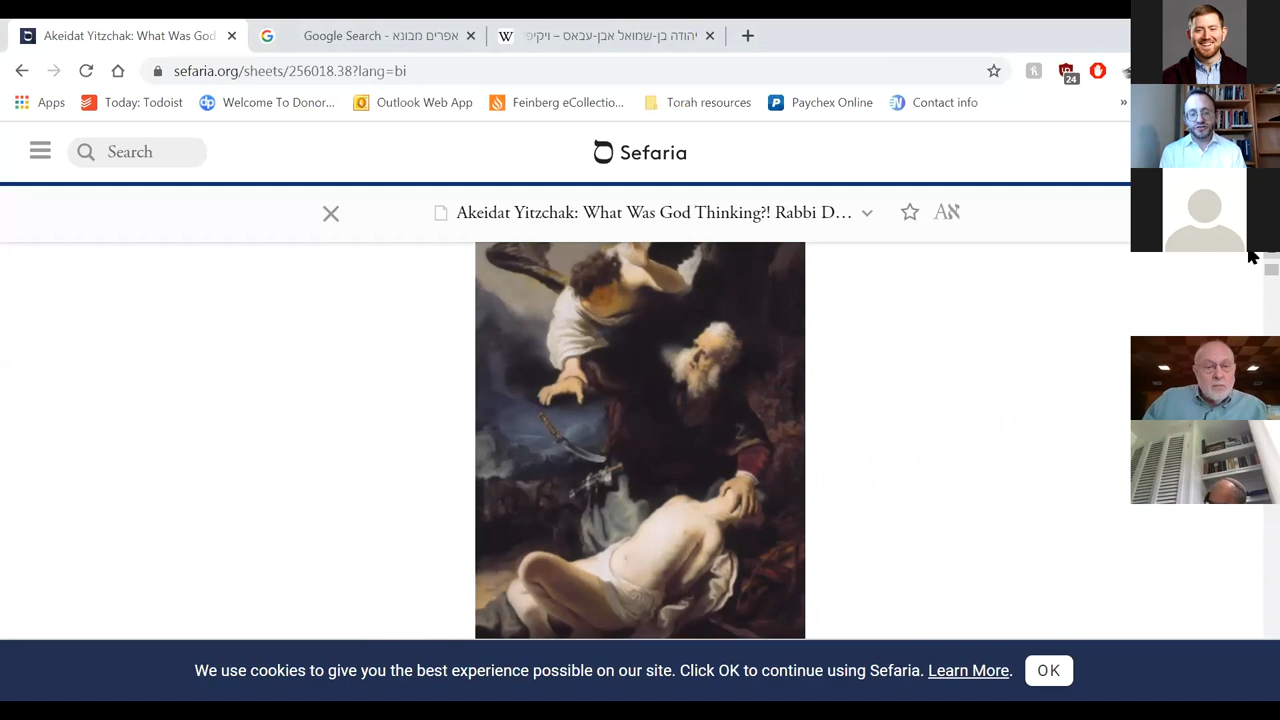 Akeidat Yitzchak: What Was God
Google Search - אפרים מבונא
יהודה בן-שמואל אבן-עבאס – ויקיפ
sefaria.org/sheets/256018.38?lang=bi
24
Apps Today: Todoist Welcome To Donor... Outlook Web App Feinberg eCollectio... Torah resources Paychex Online Contact info »
Search
Sefaria
Akeidat Yitzchak: What Was God Thinking?! Rabbi D...
Aא
We use cookies to give you the best experience possible on our site. Click OK to continue using Sefaria. Learn More. OK